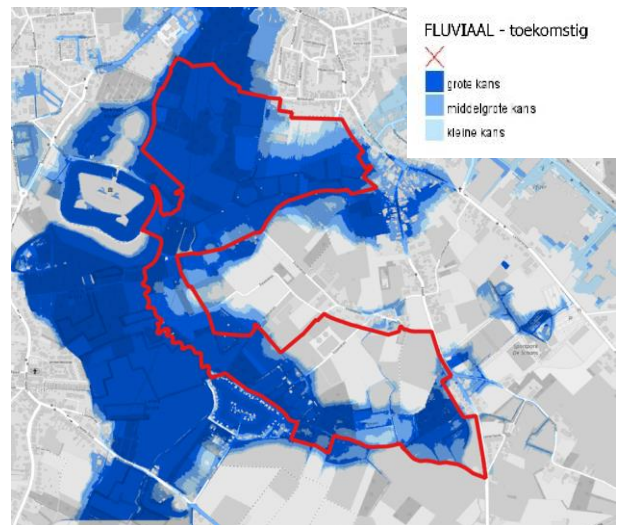 FLUVIAAL - toekomstig
grote kans
middelgrote kans
kleine kans